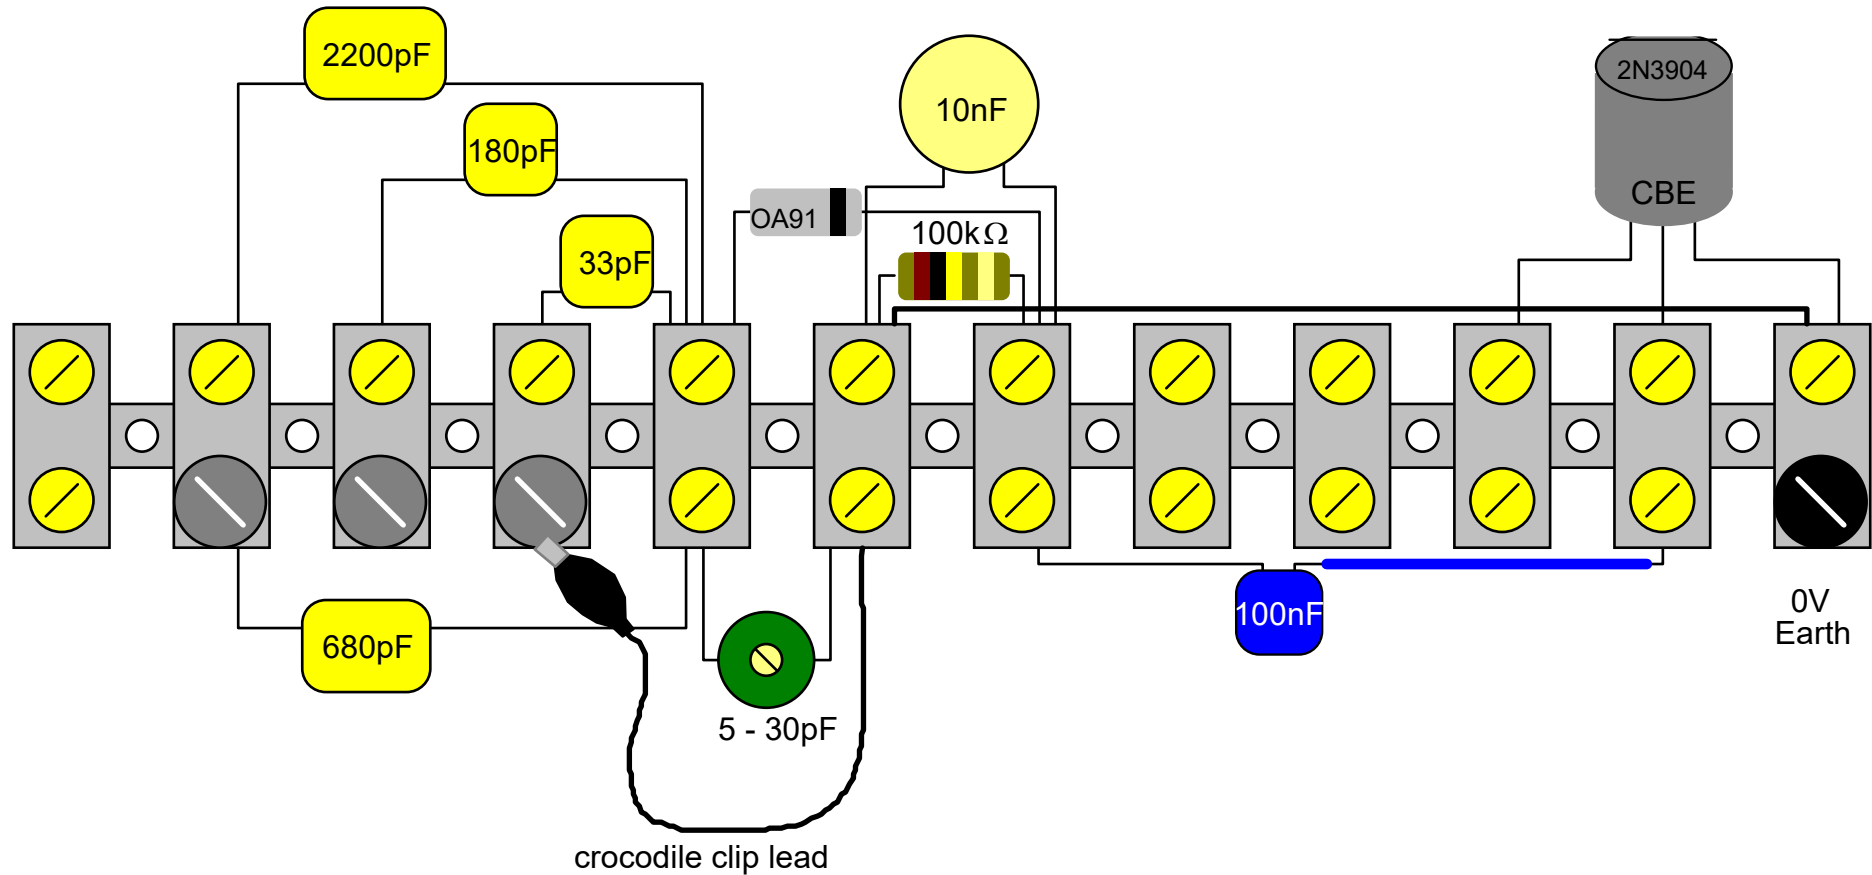 2200pF
180pF
33pF
OA91
10nF
100kΩ
2N3904
CBE
680pF
5 - 30pF
100nF
0V
Earth
crocodile clip lead